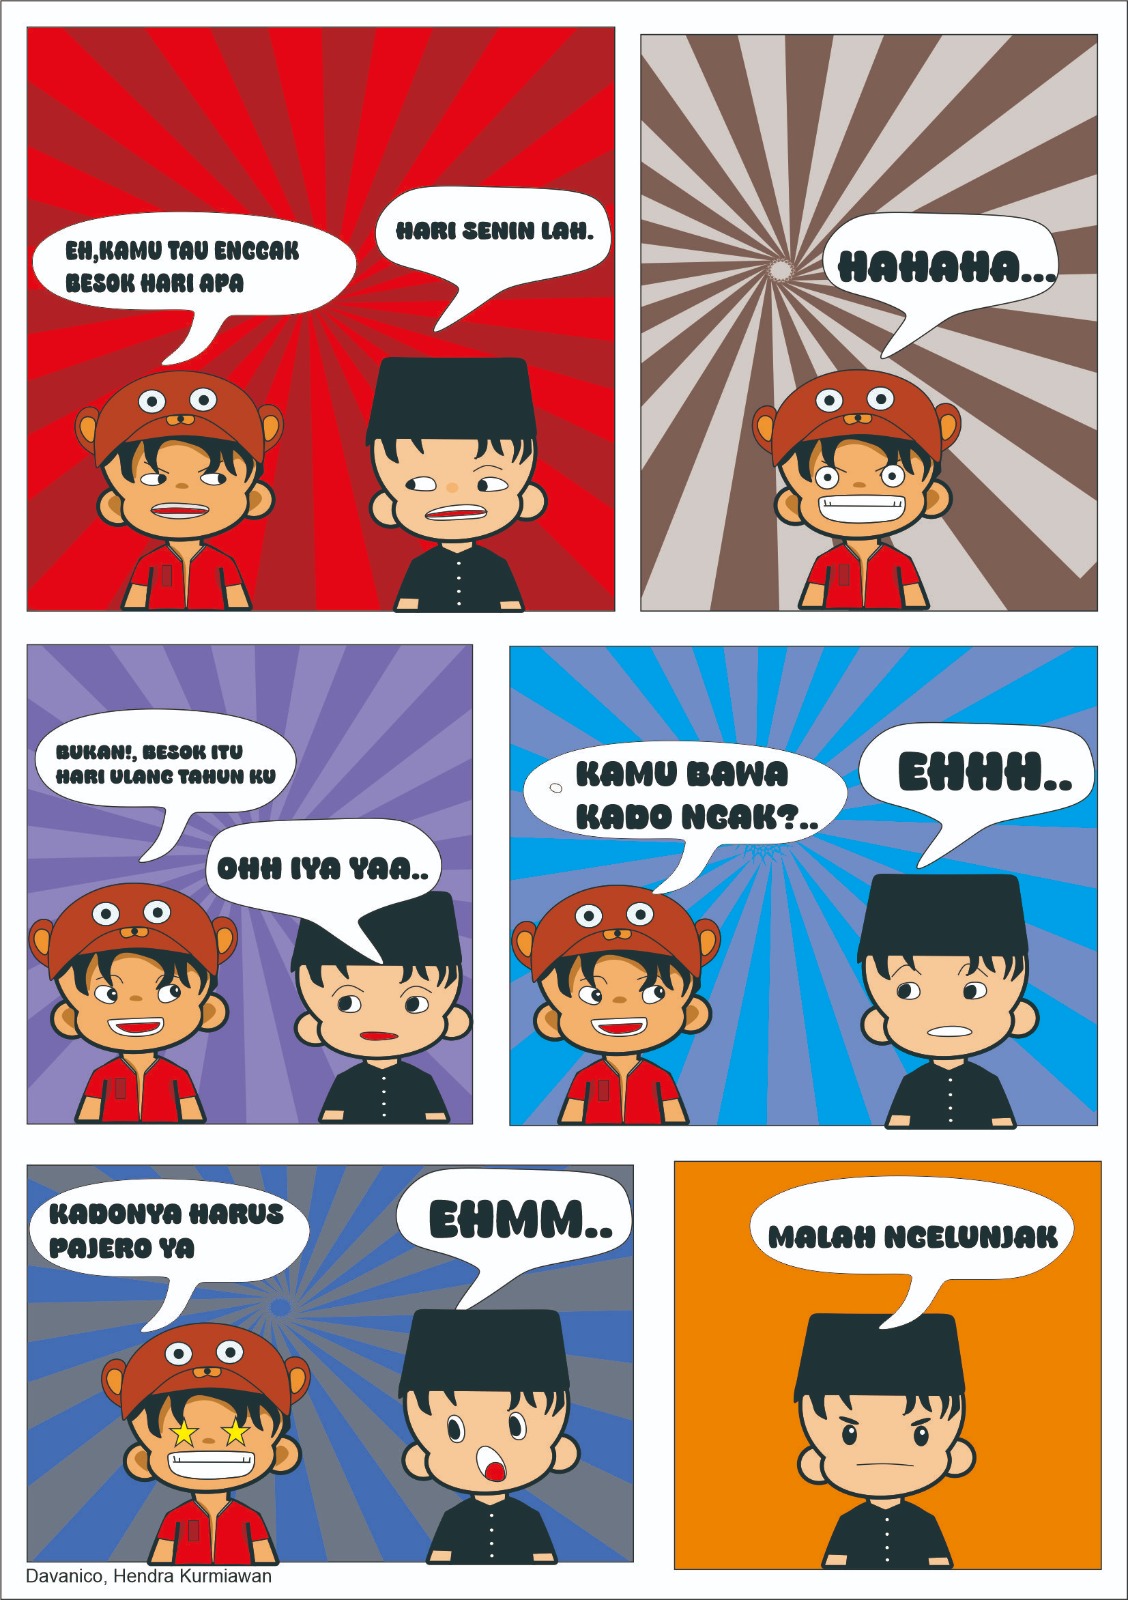 EH,KAMU TAU ENGGAK
BESOK HARI APA
HARI SENIN LAH.
HAHAHA...
BUKAN!, BESOK ITU
HARI ULANG TAHUN KU
OHH IYA YAA..
KAMU BAWA
KADO NGAK?..
EHHH..
KADONYA HARUS
PAJERO YA
EHMM..
MALAH NGELUNJAK
Davanico, Hendra Kurmiawan